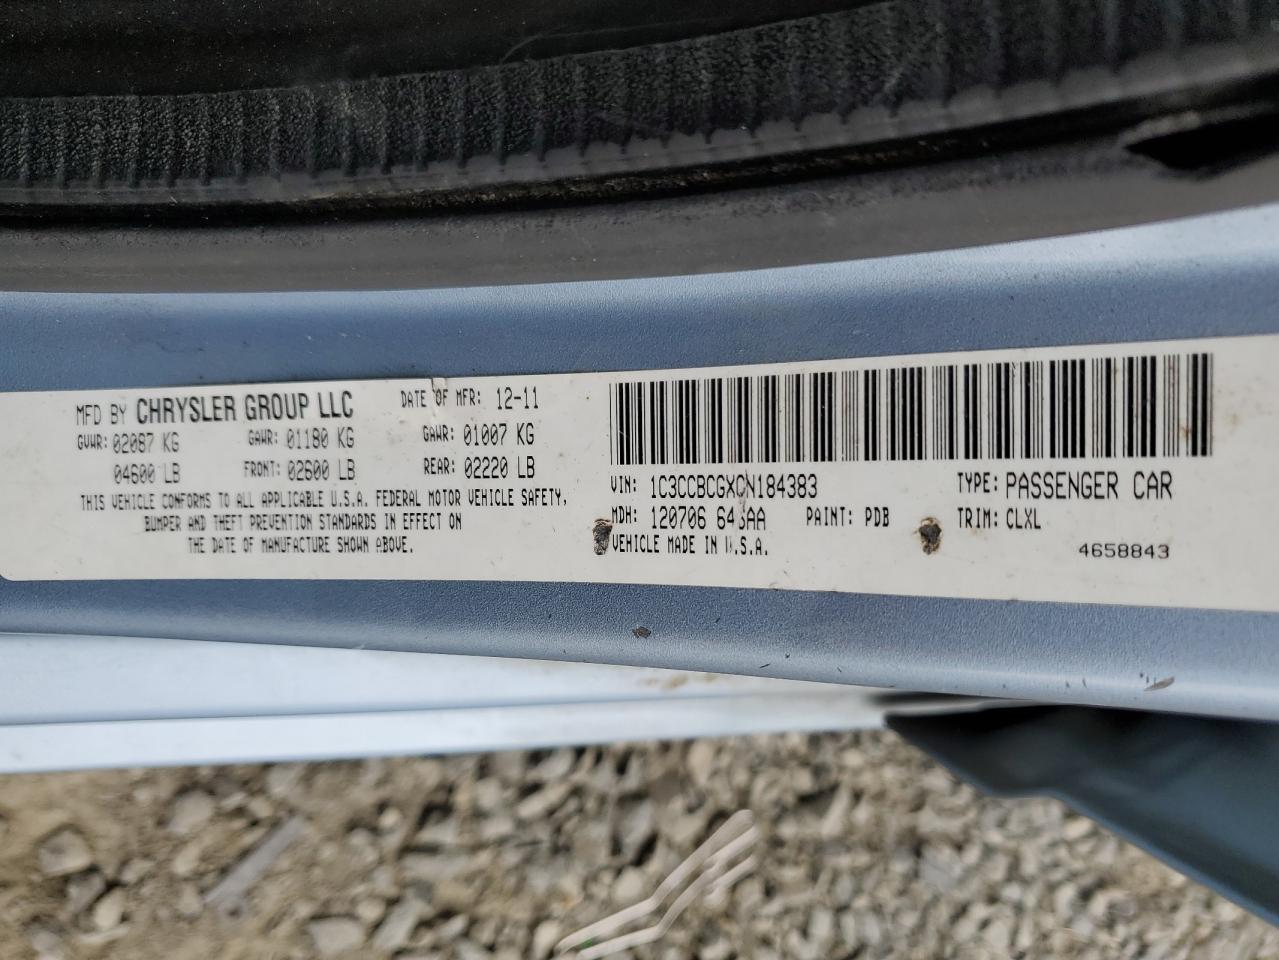 MFD BY CHRYSLER GROUP LLC DATE OF MFR: 12-11
GVWR: 02087 KG GAWR: 01180 KG GAWR: 01007 KG
04600 LB FRONT: 02600 LB REAR: 02220 LB
THIS VEHICLE CONFORMS TO ALL APPLICABLE U.S.A. FEDERAL MOTOR VEHICLE SAFETY,
BUMPER AND THEFT PREVENTION STANDARDS IN EFFECT ON
THE DATE OF MANUFACTURE SHOWN ABOVE.
VIN: 1C3CCBCGXCN184383 TYPE: PASSENGER CAR
MDH: 120706 PAINT: PDB TRIM: CLXL
VEHICLE MADE IN U.S.A.
4658843